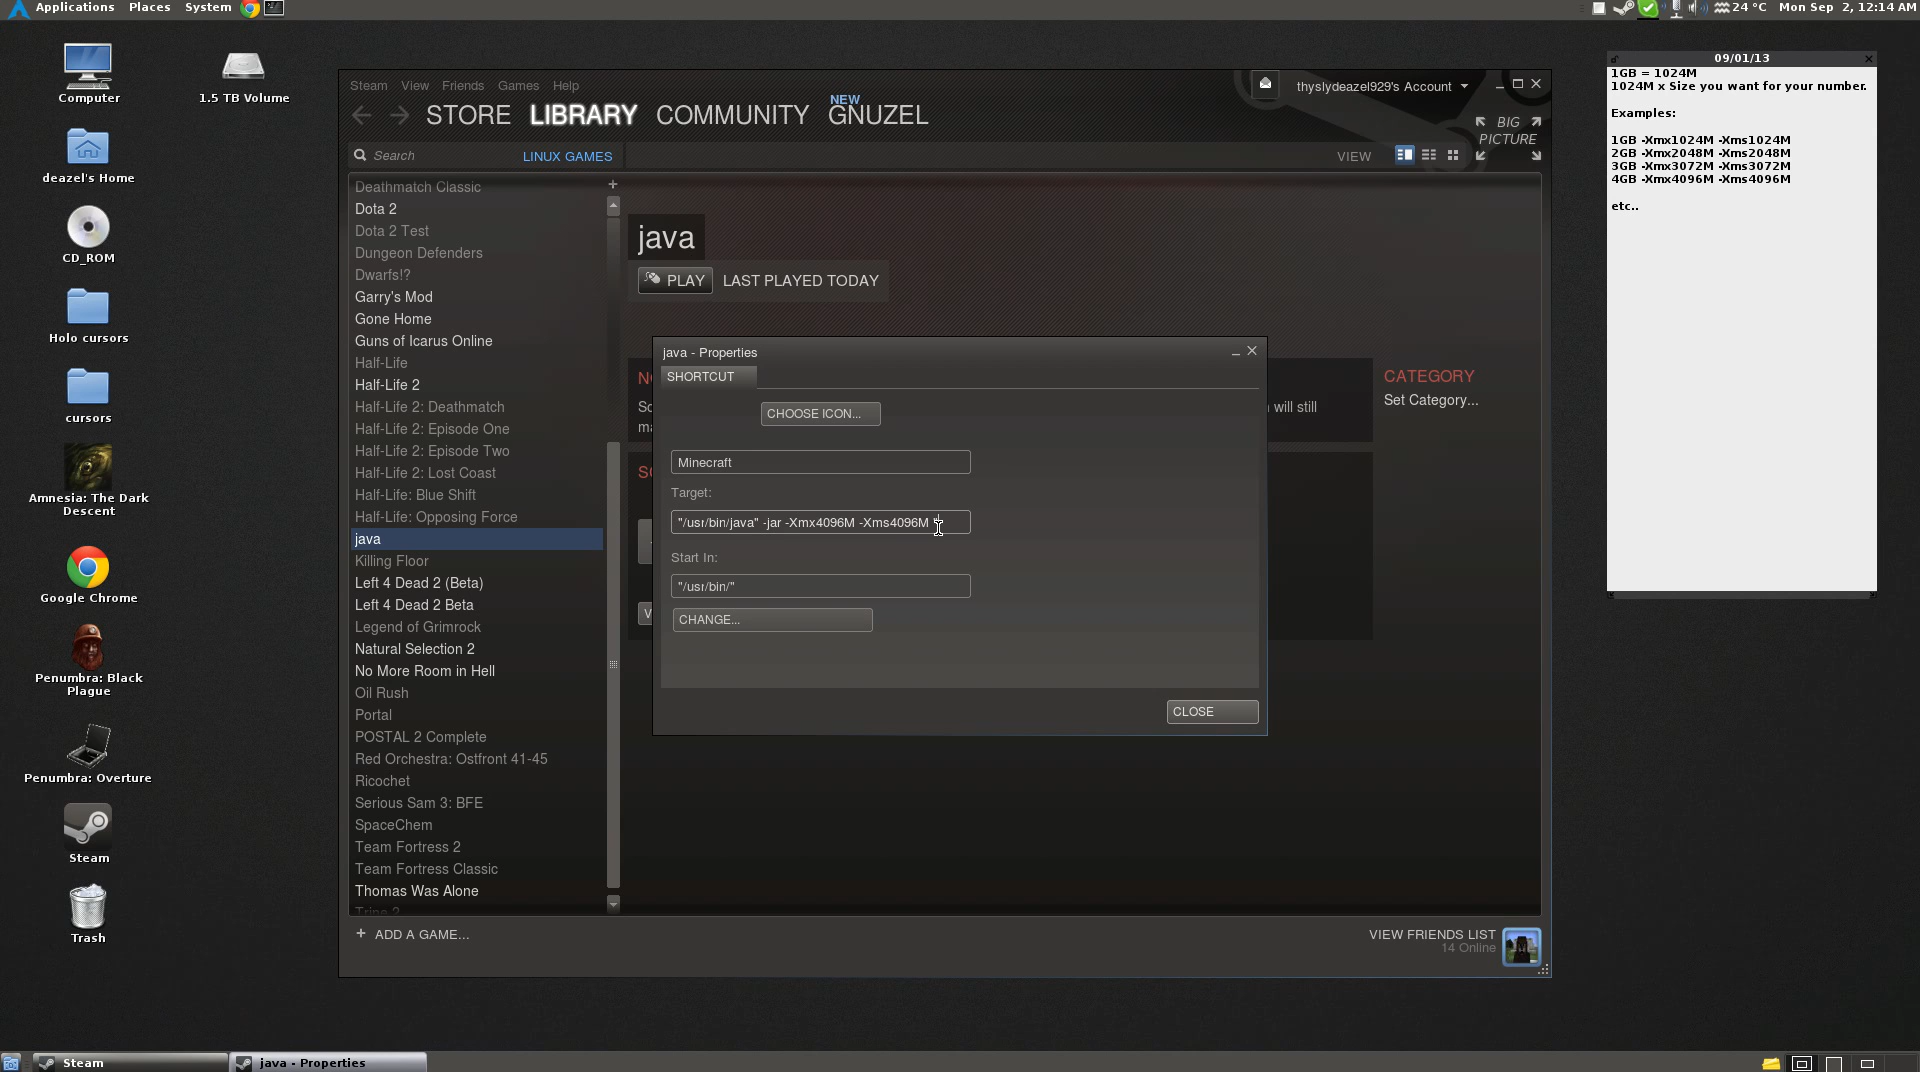 Applications Places System
24 °C Mon Sep 2, 12:14 AM
Computer
1.5 TB Volume
deazel's Home
CD_ROM
Holo cursors
cursors
Amnesia: The Dark
Descent
Google Chrome
Penumbra: Black
Plague
Penumbra: Overture
Steam
Trash
Steam View Friends Games Help
thyslydeazel929's Account
STORE LIBRARY COMMUNITY GNUZEL
NEW
BIG
PICTURE
Search
LINUX GAMES
VIEW
Deathmatch Classic
Dota 2
Dota 2 Test
Dungeon Defenders
Dwarfs!?
Garry's Mod
Gone Home
Guns of Icarus Online
Half-Life
Half-Life 2
Half-Life 2: Deathmatch
Half-Life 2: Episode One
Half-Life 2: Episode Two
Half-Life 2: Lost Coast
Half-Life: Blue Shift
Half-Life: Opposing Force
java
Killing Floor
Left 4 Dead 2 (Beta)
Left 4 Dead 2 Beta
Legend of Grimrock
Natural Selection 2
No More Room in Hell
Oil Rush
Portal
POSTAL 2 Complete
Red Orchestra: Ostfront 41-45
Ricochet
Serious Sam 3: BFE
SpaceChem
Team Fortress 2
Team Fortress Classic
Thomas Was Alone
Trine 2
+ ADD A GAME...
java
PLAY LAST PLAYED TODAY
will still
CATEGORY
Set Category...
java - Properties
SHORTCUT
CHOOSE ICON...
Minecraft
Target:
"/usr/bin/java" -jar -Xmx4096M -Xms4096M
Start In:
"/usr/bin/"
CHANGE...
CLOSE
VIEW FRIENDS LIST
14 Online
09/01/13
1GB = 1024M
1024M x Size you want for your number.
Examples:
1GB -Xmx1024M -Xms1024M
2GB -Xmx2048M -Xms2048M
3GB -Xmx3072M -Xms3072M
4GB -Xmx4096M -Xms4096M
etc..
Steam
java - Properties